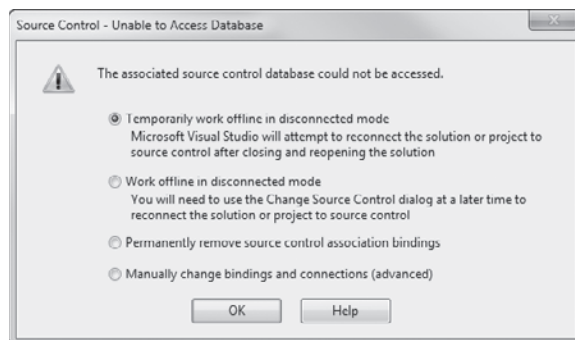 Source Control - Unable to Access Database
The associated source control database could not be accessed.
Temporarily work offline in disconnected mode
Microsoft Visual Studio will attempt to reconnect the solution or project to
source control after closing and reopening the solution
Work offline in disconnected mode
You will need to use the Change Source Control dialog at a later time to
reconnect the solution or project to source control
Permanently remove source control association bindings
Manually change bindings and connections (advanced)
OK
Help